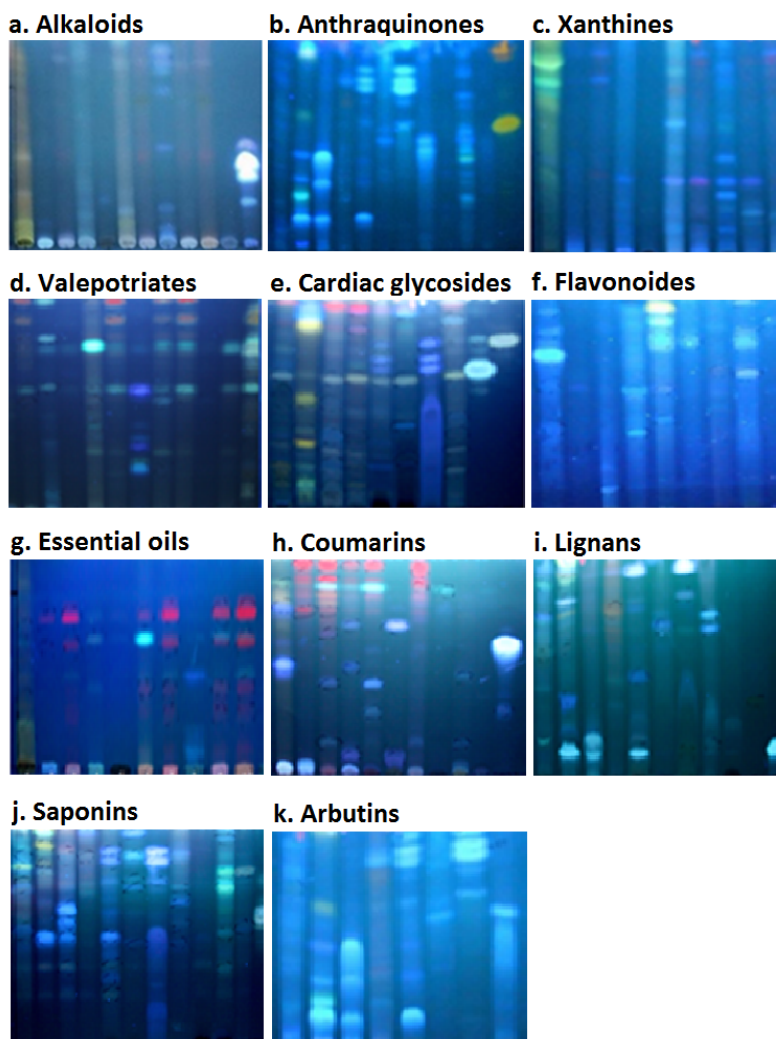 a. Alkaloids
b. Anthraquinones
c. Xanthines
d. Valepotriates
e. Cardiac glycosides
f. Flavonoides
g. Essential oils
h. Coumarins
i. Lignans
j. Saponins
k. Arbutins